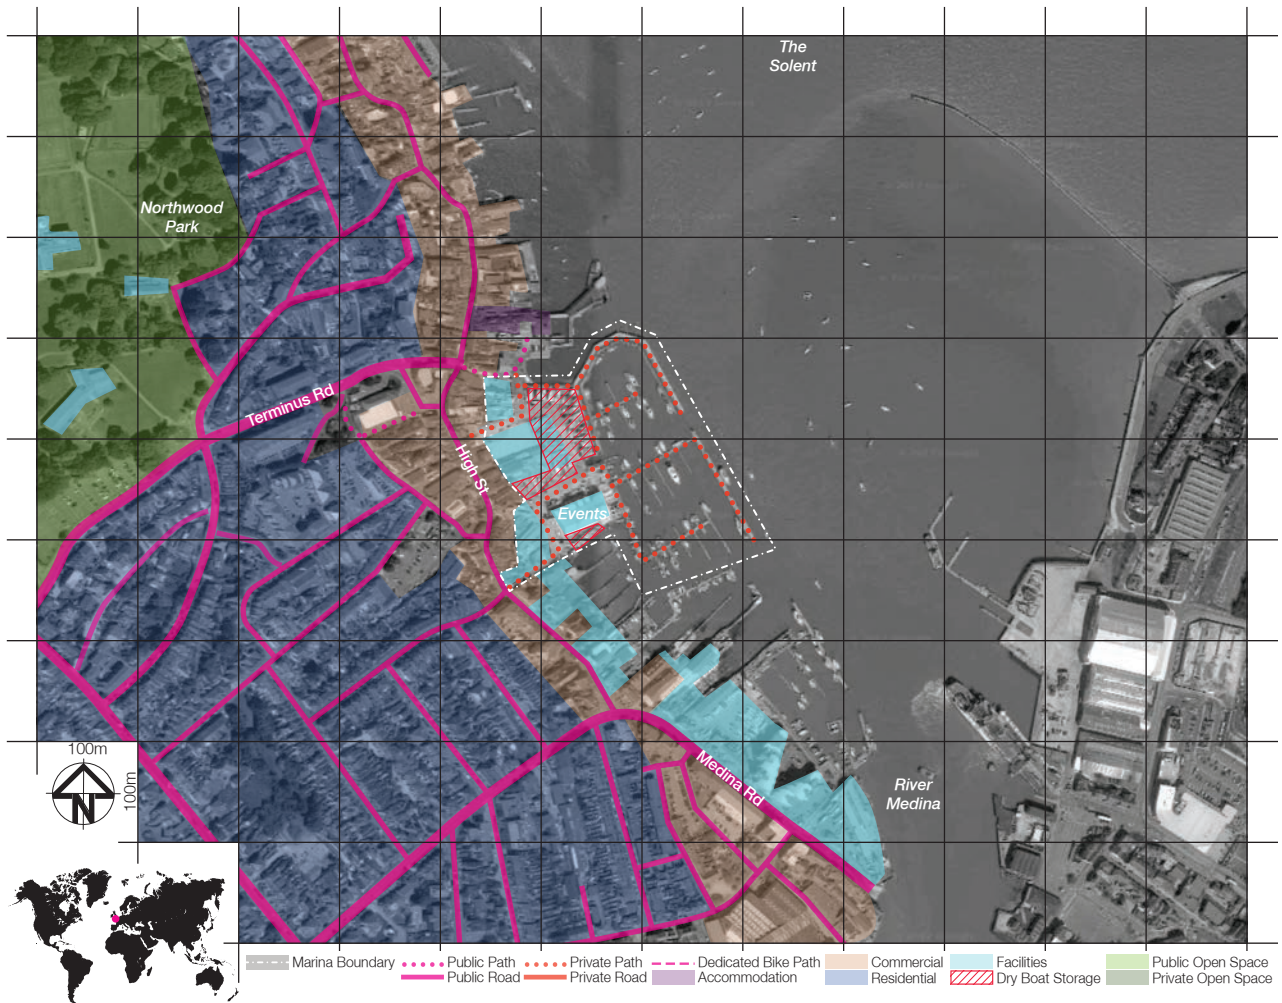 The
Solent
Northwood
Park
Terminus Rd
High St
Events
Medina Rd
River
Medina
100m
100m
N
Marina Boundary
Public Path
Private Path
Dedicated Bike Path
Commercial
Facilities
Public Open Space
Public Road
Private Road
Accommodation
Residential
Dry Boat Storage
Private Open Space